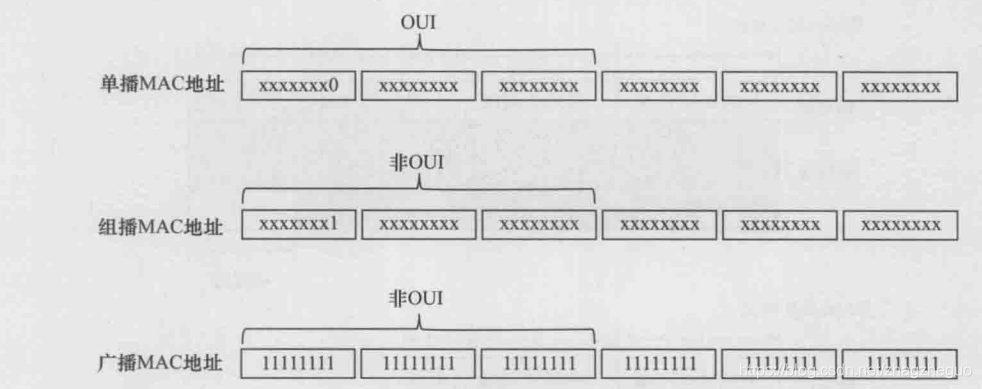 OUI
单播MAC地址 xxxxxxx0 xxxxxxxx xxxxxxxx xxxxxxxx xxxxxxxx xxxxxxxx
非OUI
组播MAC地址 xxxxxxx1 xxxxxxxx xxxxxxxx xxxxxxxx xxxxxxxx xxxxxxxx
非OUI
广播MAC地址 11111111 11111111 11111111 11111111 11111111 11111111
https://blog.csdn.net/zhagzheguo